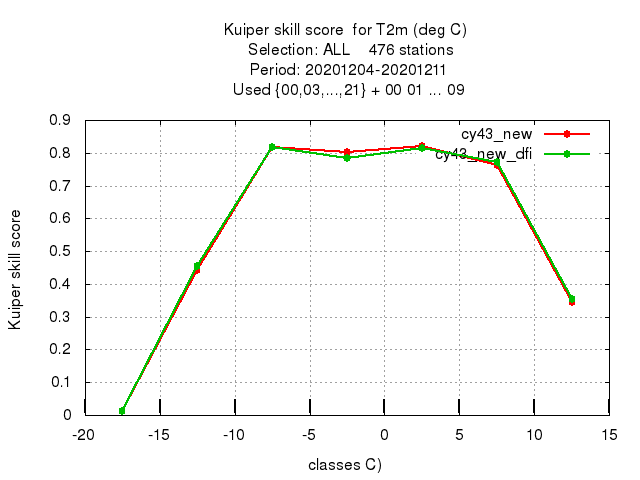 Kuiper skill score  for T2m (deg C)
Selection: ALL    476 stations
Period: 20201204-20201211
Used {00,03,...,21} + 00 01 ... 09
cy43_new
cy43_new_dfi
Kuiper skill score
0.9
0.8
0.7
0.6
0.5
0.4
0.3
0.2
0.1
0
-20 -15 -10 -5 0 5 10 15
classes C)